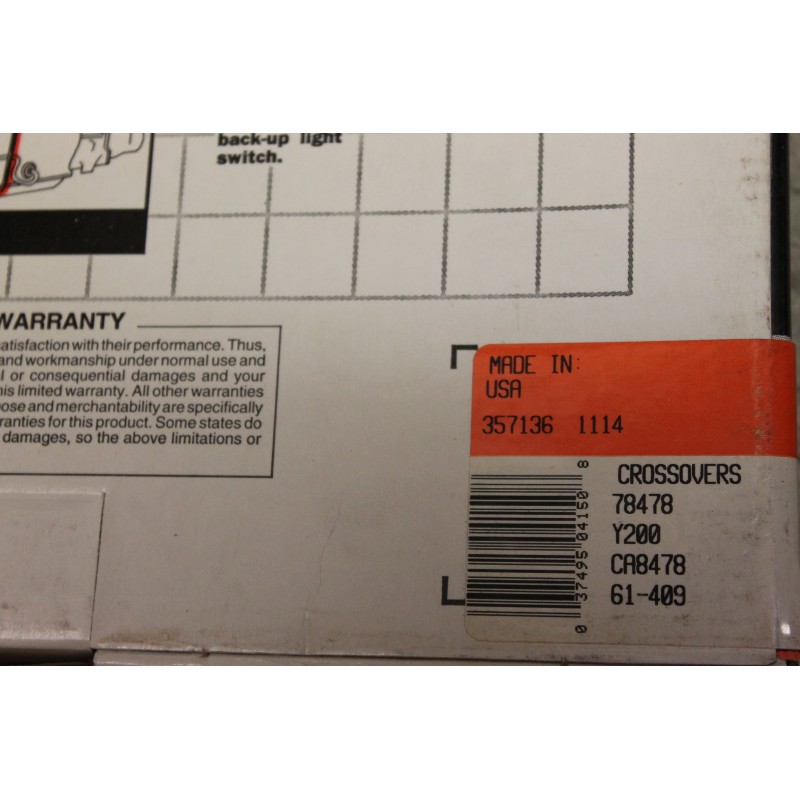 back-up light
switch.
WARRANTY
atisfaction with their performance. Thus,
and workmanship under normal use and
l or consequential damages and your
his limited warranty. All other warranties
ose and merchantability are specifically
ranties for this product. Some states do
damages, so the above limitations or
MADE IN:
USA
357136 1114
CROSSOVERS
78478
Y200
CA8478
61-409
0 37495 04150 8